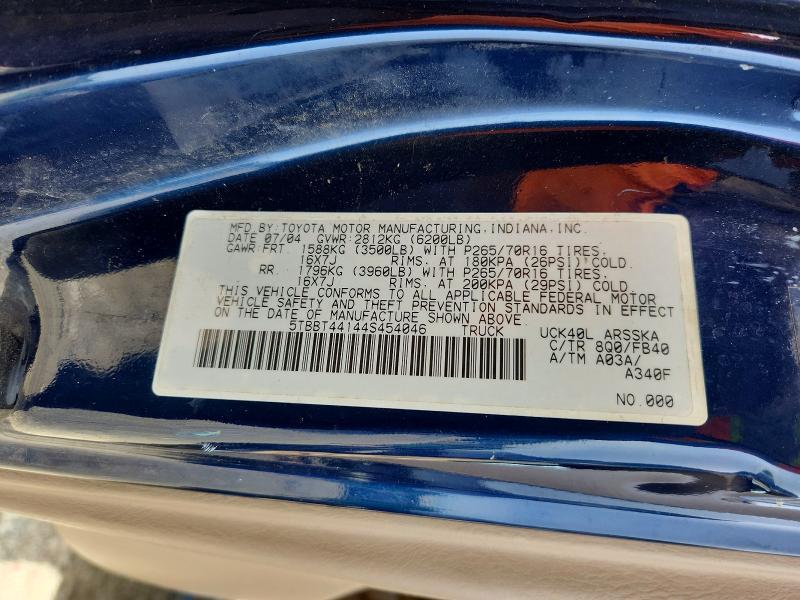 MFD.BY:TOYOTA MOTOR MANUFACTURING,INDIANA,INC.
DATE 07/04 GVWR:2812KG (6200LB)
GAWR:FRT. 1588KG (3500LB) WITH P265/70R16 TIRES.
16X7J RIMS. AT 180KPA (26PSI) COLD.
RR. 1796KG (3960LB) WITH P265/70R16 TIRES.
16X7J RIMS. AT 200KPA (29PSI) COLD.
THIS VEHICLE CONFORMS TO ALL APPLICABLE FEDERAL MOTOR
VEHICLE SAFETY AND THEFT PREVENTION STANDARDS IN EFFECT
ON THE DATE OF MANUFACTURE SHOWN ABOVE.
5TBBT44144S454046 TRUCK UCK40L ARSSKA
C/TR 8Q0/FB40
A/TM A03A/
A340F
NO.000